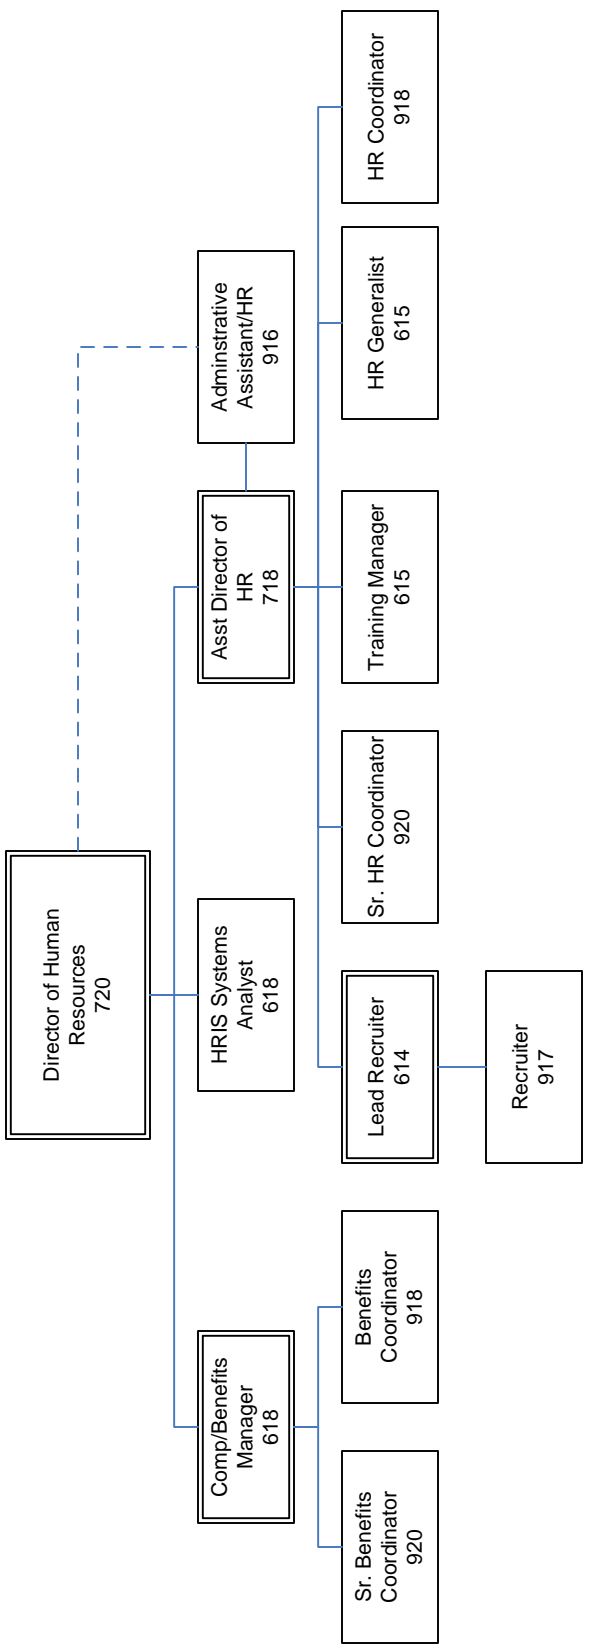 Director of Human
Resources
720
Comp/Benefits
Manager
618
HRIS Systems
Analyst
618
Asst Director of
HR
718
Adminstrative
Assistant/HR
916
Sr. Benefits
Coordinator
920
Benefits
Coordinator
918
Lead Recruiter
614
Sr. HR Coordinator
920
Training Manager
615
HR Generalist
615
HR Coordinator
918
Recruiter
917